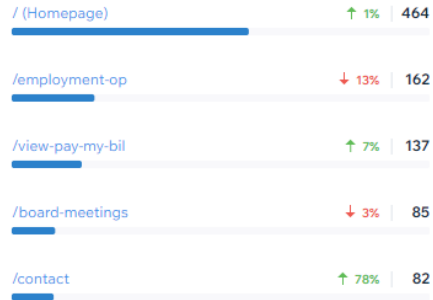 / (Homepage) ↑ 1% 464
/employment-op ↓ 13% 162
/view-pay-my-bil ↑ 7% 137
/board-meetings ↓ 3% 85
/contact ↑ 78% 82